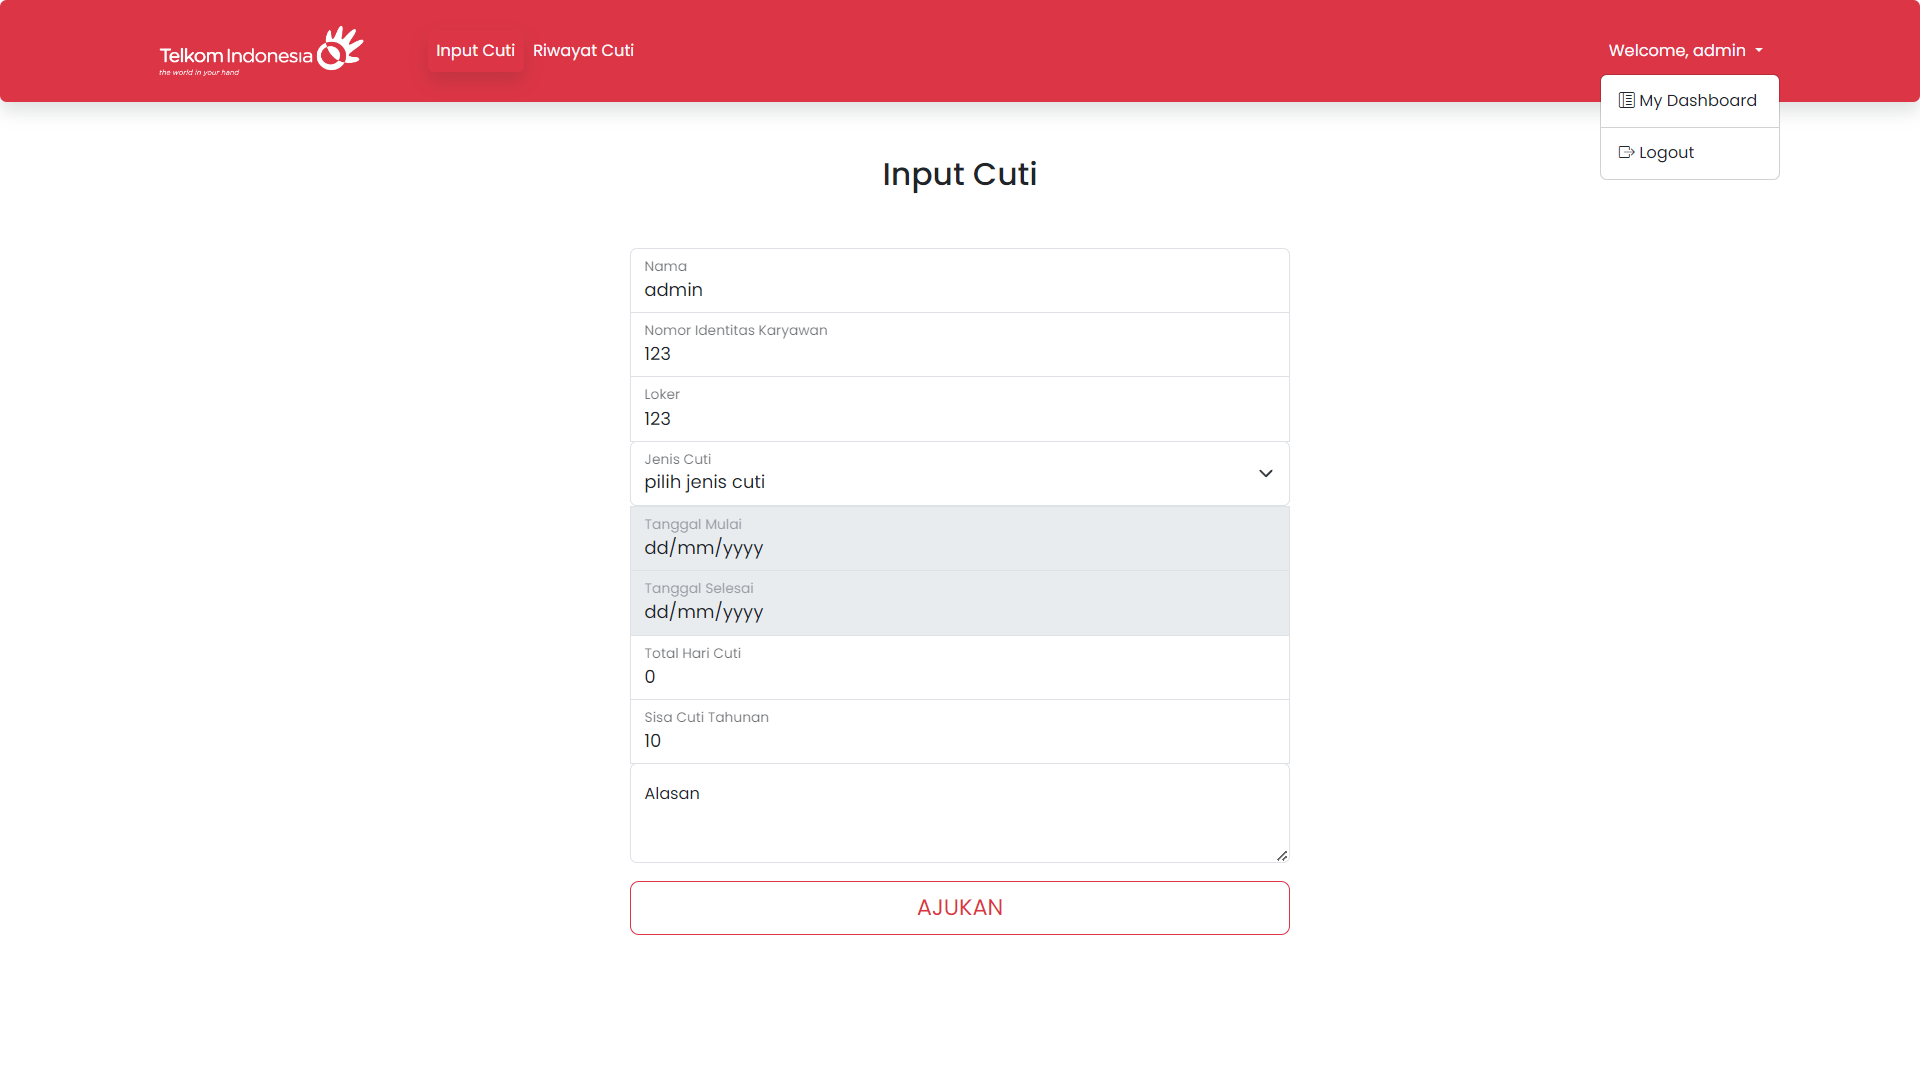 Telkom Indonesia
the world in your hand
Input Cuti
Riwayat Cuti
Welcome, admin
My Dashboard
Logout
Input Cuti
Nama
admin
Nomor Identitas Karyawan
123
Loker
123
Jenis Cuti
pilih jenis cuti
Tanggal Mulai
dd/mm/yyyy
Tanggal Selesai
dd/mm/yyyy
Total Hari Cuti
0
Sisa Cuti Tahunan
10
Alasan
AJUKAN